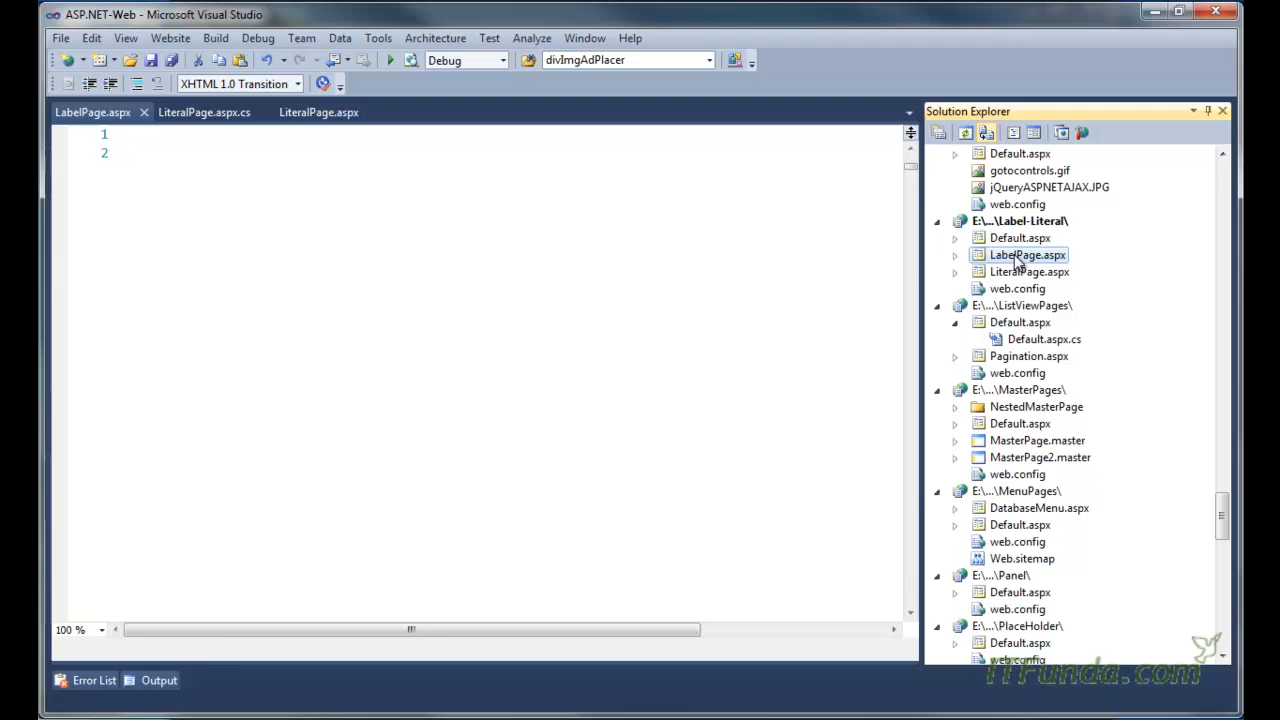 ASP.NET-Web - Microsoft Visual Studio
File Edit View Website Build Debug Team Data Tools Architecture Test Analyze Window Help
Debug divImgAdPlacer
XHTML 1.0 Transition
LabelPage.aspx LiteralPage.aspx.cs LiteralPage.aspx
1
2
100 %
Error List Output
Solution Explorer
Default.aspx
gotocontrols.gif
jQueryASPNETAJAX.JPG
web.config
E:\...\Label-Literal\
Default.aspx
LabelPage.aspx
LiteralPage.aspx
web.config
E:\...\ListViewPages\
Default.aspx
Default.aspx.cs
Pagination.aspx
web.config
E:\...\MasterPages\
NestedMasterPage
Default.aspx
MasterPage.master
MasterPage2.master
web.config
E:\...\MenuPages\
DatabaseMenu.aspx
Default.aspx
web.config
Web.sitemap
E:\...\Panel\
Default.aspx
web.config
E:\...\PlaceHolder\
Default.aspx
web.config
ITFunda.com